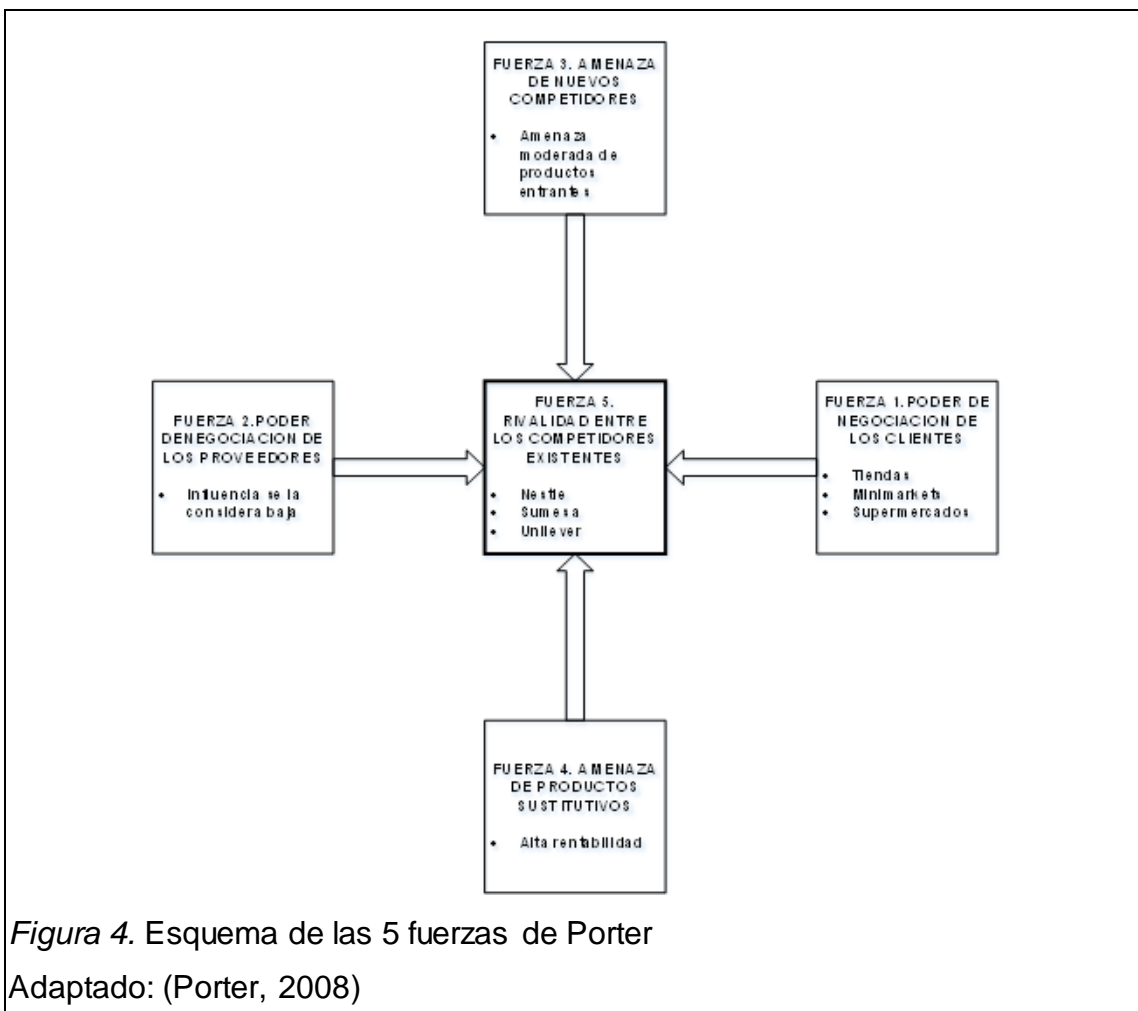 FUERZA 3. AMENAZA
DE NUEVOS
COMPETIDORES
• Amenaza
moderada de
productos
entrantes
FUERZA 2.PODER
DENEGOCIACION DE
LOS PROVEEDORES
• Influencia se la
considera baja
FUERZA 5.
RIVALIDAD ENTRE
LOS COMPETIDORES
EXISTENTES
• Nestle
• Sumesa
• Unilever
FUERZA 1.PODER DE
NEGOCIACION DE
LOS CLIENTES
• Tiendas
• Minimarkets
• Supermercados
FUERZA 4. AMENAZA
DE PRODUCTOS
SUSTITUTIVOS
• Alta rentabilidad
Figura 4. Esquema de las 5 fuerzas de Porter
Adaptado: (Porter, 2008)